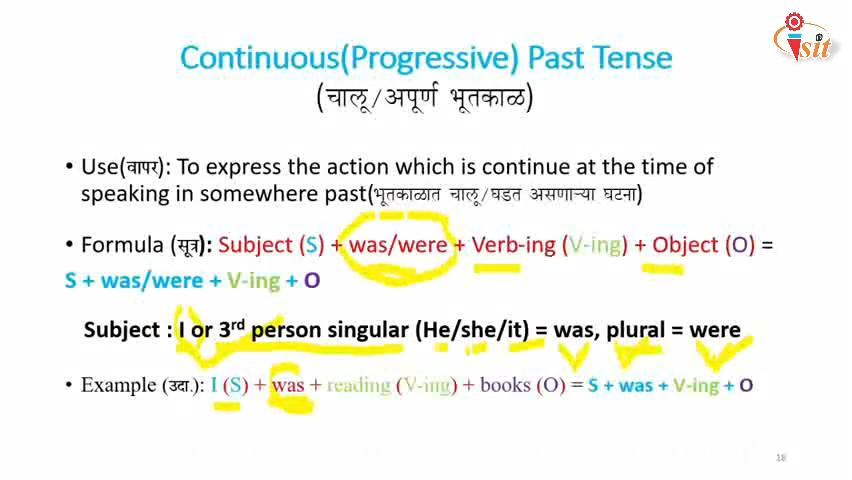 isit
Continuous(Progressive) Past Tense
(चालू/अपूर्ण भूतकाळ)
• Use(वापर): To express the action which is continue at the time of
speaking in somewhere past(भूतकाळात चालू/घडत असणाऱ्या घटना)
• Formula (सूत्र): Subject (S) + was/were + Verb-ing (V-ing) + Object (O) =
S + was/were + V-ing + O
Subject : I or 3rd person singular (He/she/it) = was, plural = were
• Example (उदा.): I (S) + was + reading (V-ing) + books (O) = S + was + V-ing + O
18